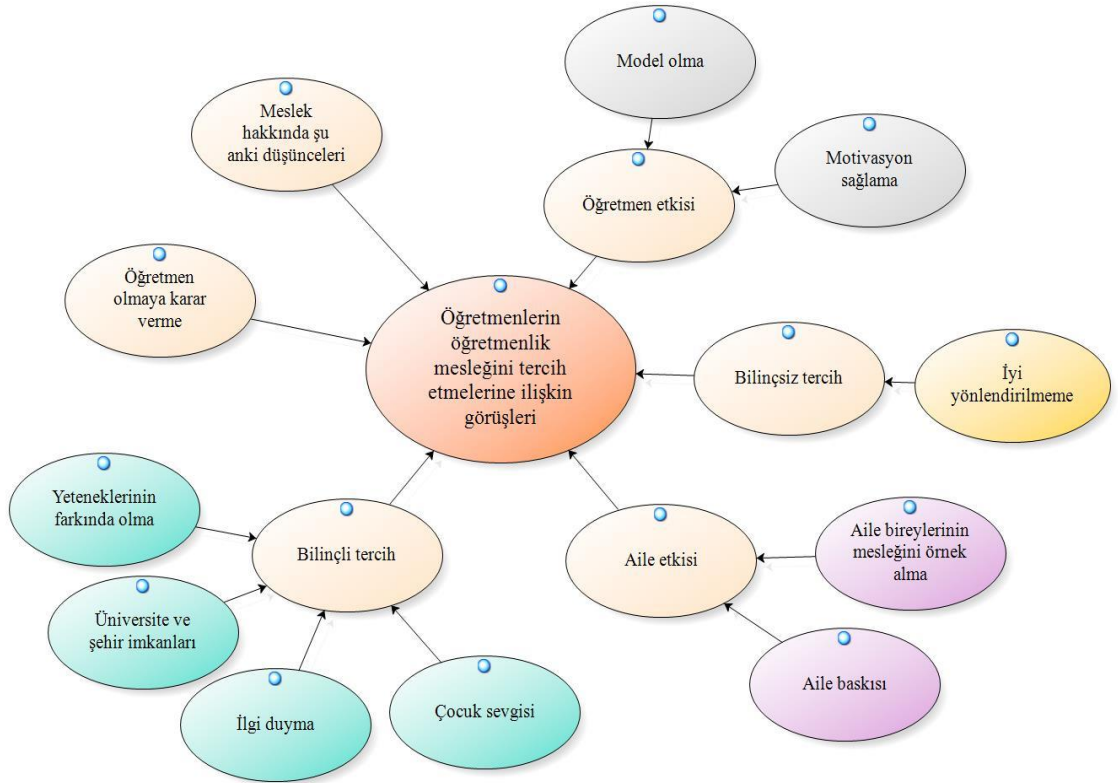 Model olma
Meslek
hakkında şu
anki düşünceleri
Motivasyon
sağlama
Öğretmen etkisi
Öğretmen
olmaya karar
verme
Öğretmenlerin
öğretmenlik
mesleğini tercih
etmelerine ilişkin
görüşleri
Bilinçsiz tercih
İyi
yönlendirilmeme
Yeteneklerinin
farkında olma
Bilinçli tercih
Aile etkisi
Aile bireylerinin
mesleğini örnek
alma
Üniversite ve
şehir imkanları
İlgi duyma
Çocuk sevgisi
Aile baskısı